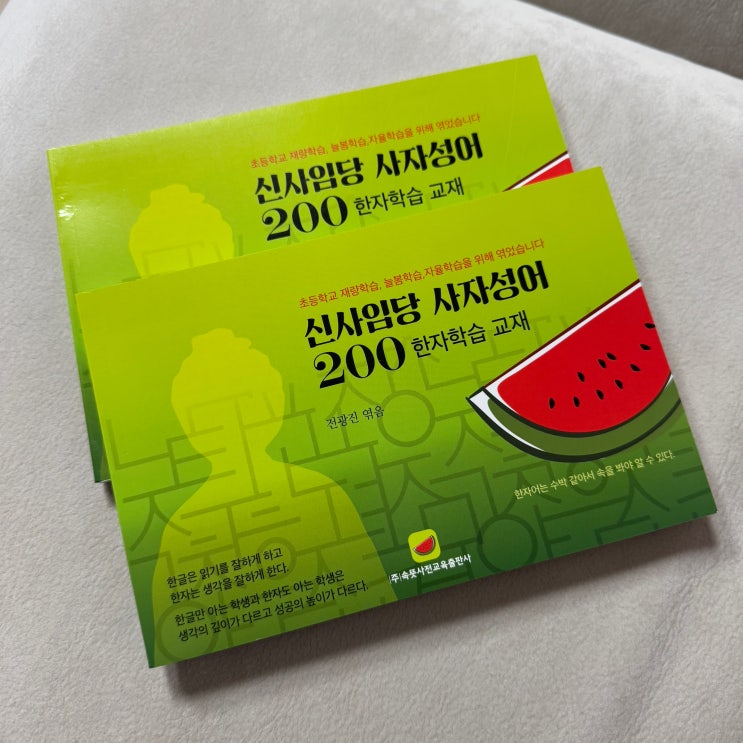 초등학교 재량학습, 늘봄학습,자율학습을 위해 엮었습니다
신사임당 사자성어
200 한자학습 교재
초등학교 재량학습, 늘봄학습,자율학습을 위해 엮었습니다
신사임당 사자성어
200 한자학습 교재
전광진 엮음
한자어는 수박 같아서 속을 봐야 알 수 있다.
한글은 읽기를 잘하게 하고
한자는 생각을 잘하게 한다.
한글만 아는 학생과 한자도 아는 학생은
생각의 깊이가 다르고 성공의 높이가 다르다.
(주)속뜻사전교육출판사